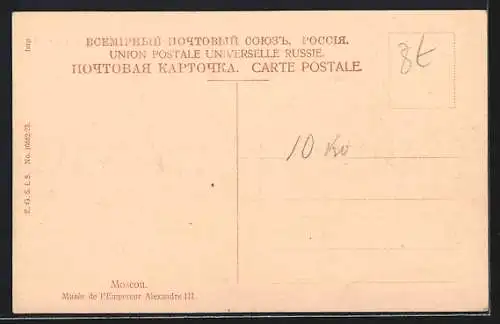 ВСЕМІРНЫЙ ПОЧТОВЫЙ СОЮЗЪ. РОССІЯ.
UNION POSTALE UNIVERSELLE RUSSIE.
ПОЧТОВАЯ КАРТОЧКА. CARTE POSTALE
Imp
E. G. S. I. S.
8t
10 Ko
Moscou.
Musée de l'Empereur Alexandre III.